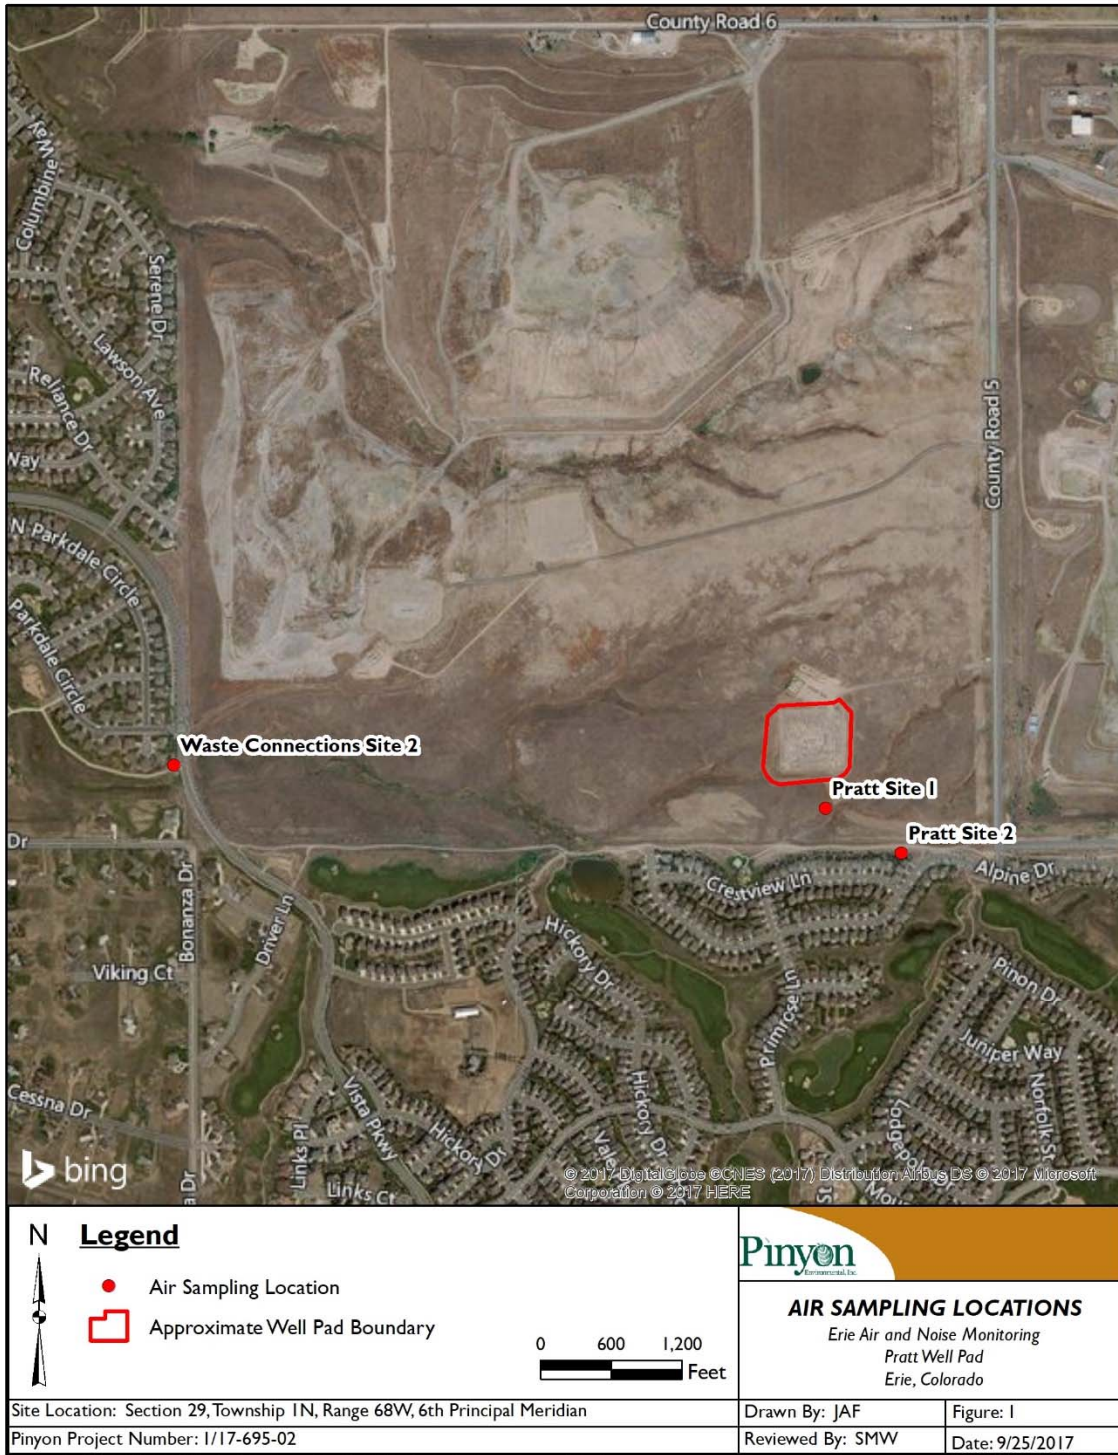 County Road 6
Columbine Way
Serene Dr
Lawson Ave
Reliance Dr
Way
N Parkdale Circle
Parkdale Circle
County Road 5
Waste Connections Site 2
Pratt Site 1
Pratt Site 2
Dr
Bonanza Dr
Driver Ln
Crestview Ln
Alpine Dr
Viking Ct
Hickory Dr
Primrose Ln
Pinon Dr
Juniper Way
Norfolk St
Cessna Dr
Links Pl
Vista Pkwy
Hickory Dr
Hickory Dr
a Dr
Links Ct
St
bing
© 2017 DigitalGlobe ©CNES (2017) Distribution Airbus DS © 2017 Microsoft
Corporation © 2017 HERE
N
Legend
Air Sampling Location
Approximate Well Pad Boundary
0 600 1,200
Feet
Pinyon
Environmental, Inc.
AIR SAMPLING LOCATIONS
Erie Air and Noise Monitoring
Pratt Well Pad
Erie, Colorado
Site Location: Section 29, Township 1N, Range 68W, 6th Principal Meridian
Drawn By: JAF
Figure: 1
Pinyon Project Number: 1/17-695-02
Reviewed By: SMW
Date: 9/25/2017